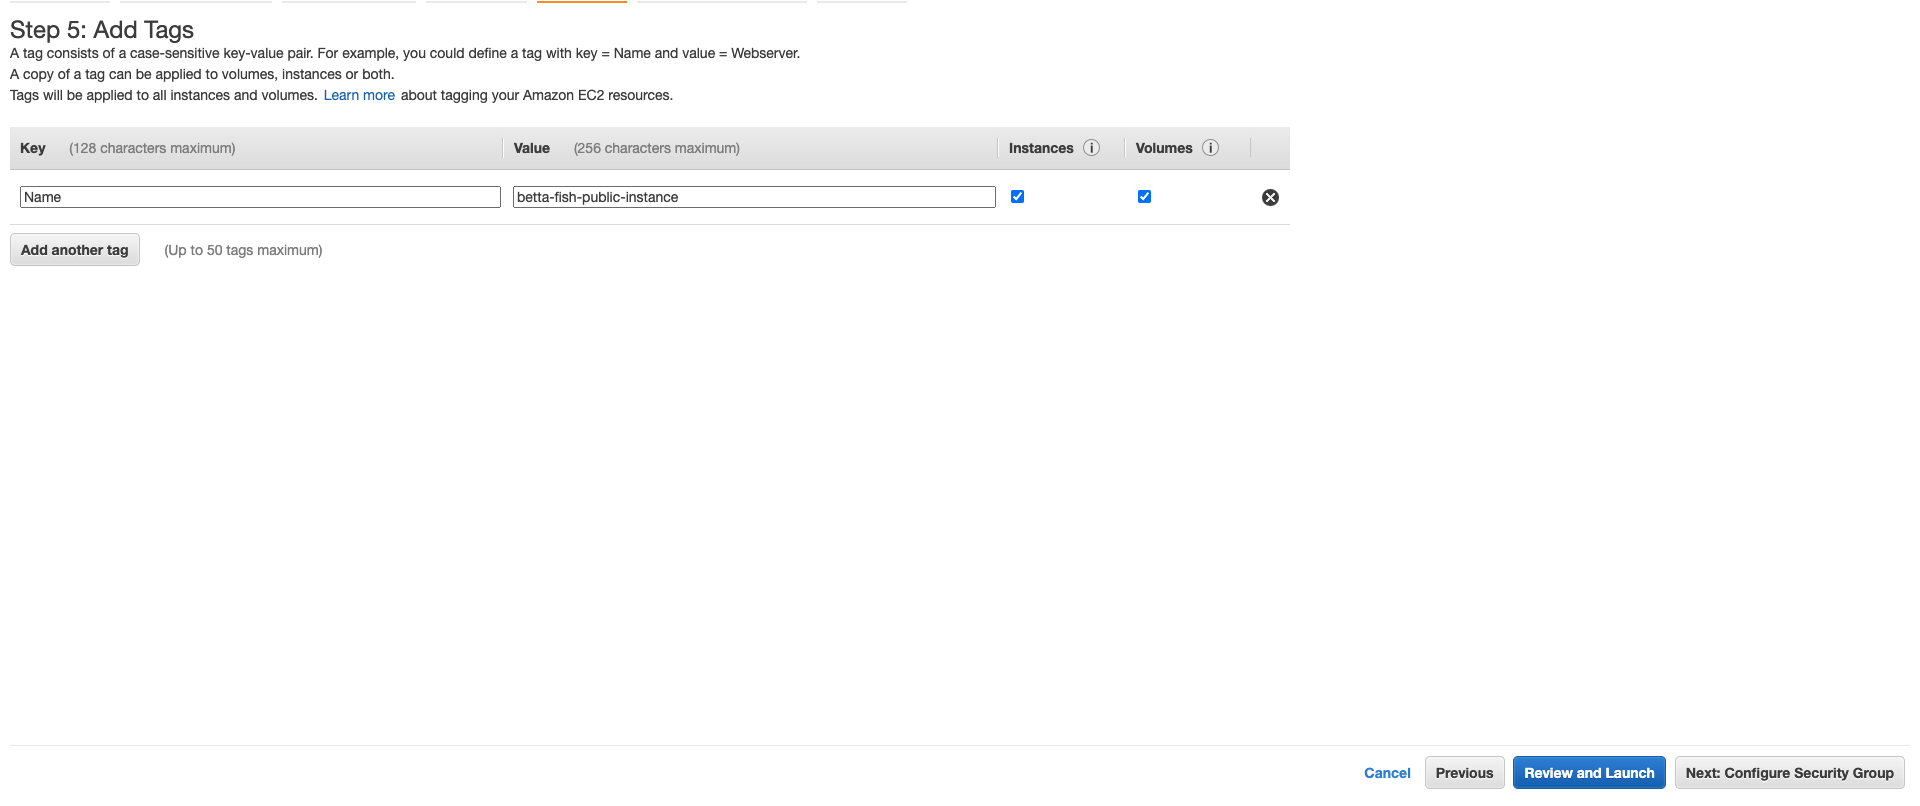 Step 5: Add Tags
A tag consists of a case-sensitive key-value pair. For example, you could define a tag with key = Name and value = Webserver.
A copy of a tag can be applied to volumes, instances or both.
Tags will be applied to all instances and volumes. Learn more about tagging your Amazon EC2 resources.
Key (128 characters maximum) Value (256 characters maximum) Instances i Volumes i
Name betta-fish-public-instance
Add another tag (Up to 50 tags maximum)
Cancel Previous Review and Launch Next: Configure Security Group